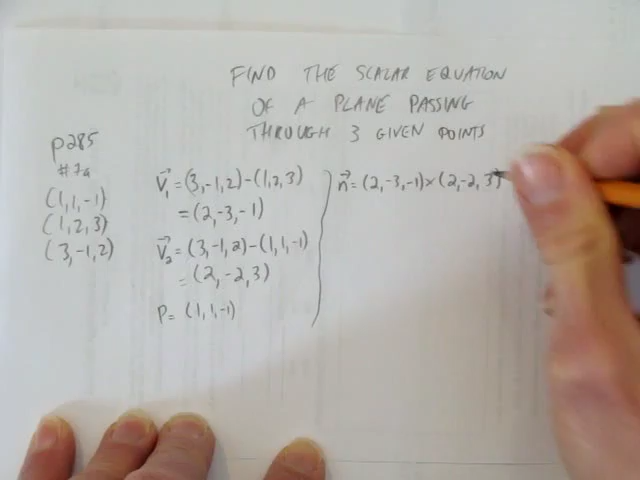 FIND THE SCALAR EQUATION
OF A PLANE PASSING
THROUGH 3 GIVEN POINTS
p285
#7a
(1,1,-1)
(1,2,3)
(3,-1,2)
v⃗₁ = (3,-1,2)-(1,2,3)
= (2,-3,-1)
v⃗₂ = (3,-1,2)-(1,1,-1)
= (2,-2,3)
P= (1,1,-1)
n⃗ = (2,-3,-1)×(2,-2,3)